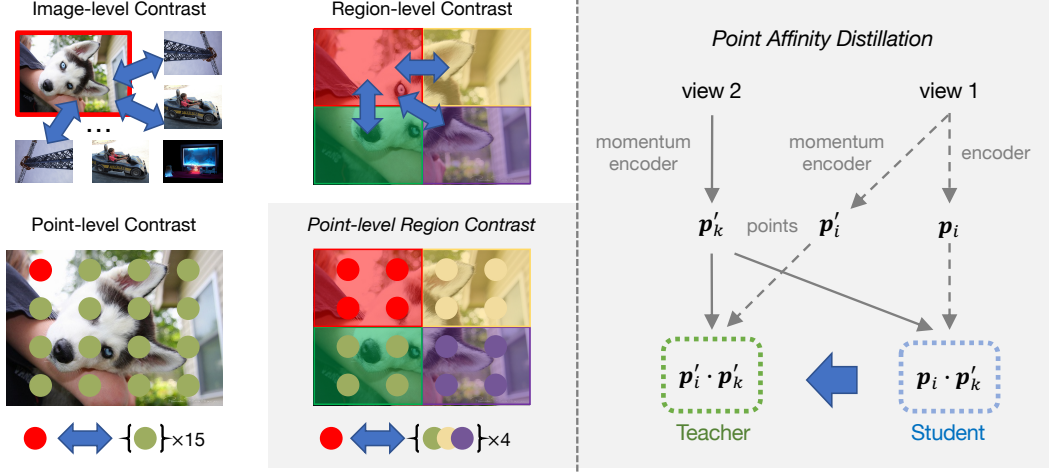 Image-level Contrast
Region-level Contrast
...
Point-level Contrast
Point-level Region Contrast
{ }×15
{ }×4
Point Affinity Distillation
view 2
view 1
momentum
encoder
momentum
encoder
encoder
p′k
points
p′i
pi
p′i · p′k
pi · p′k
Teacher
Student